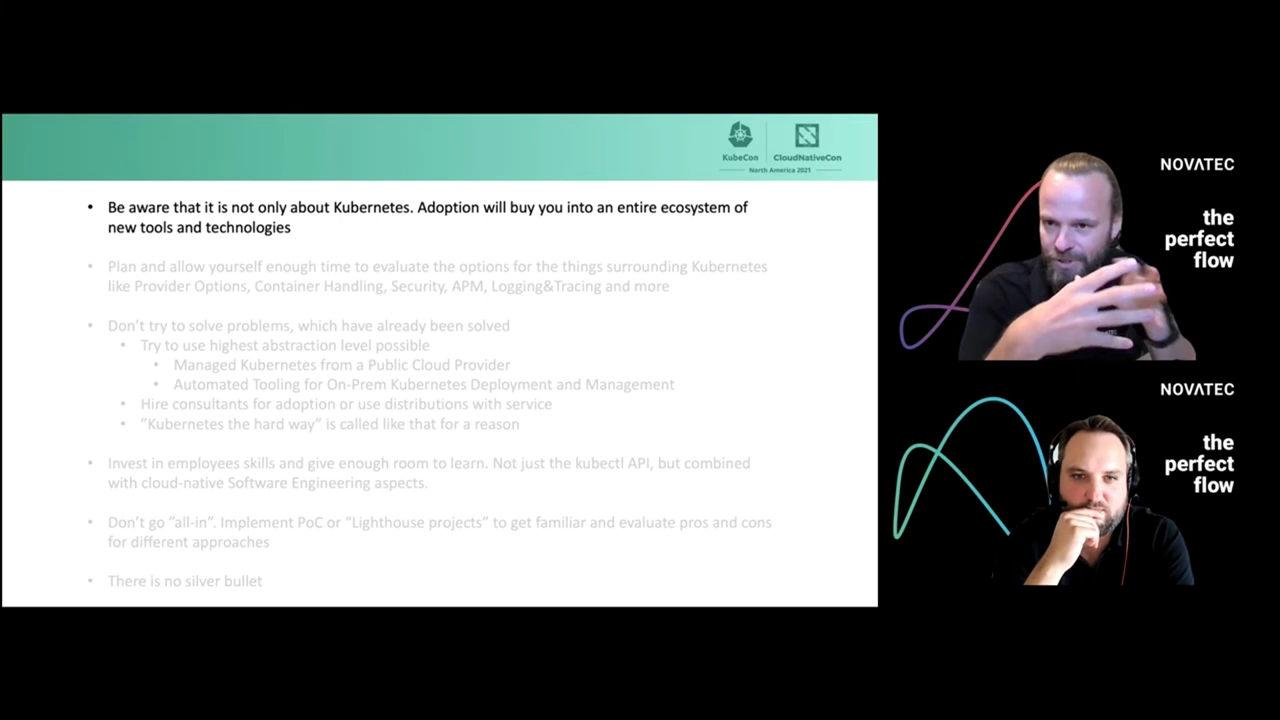 KubeCon
CloudNativeCon
North America 2021
• Be aware that it is not only about Kubernetes. Adoption will buy you into an entire ecosystem of
new tools and technologies
• Plan and allow yourself enough time to evaluate the options for the things surrounding Kubernetes
like Provider Options, Container Handling, Security, APM, Logging&Tracing and more
• Don't try to solve problems, which have already been solved
• Try to use highest abstraction level possible
• Managed Kubernetes from a Public Cloud Provider
• Automated Tooling for On-Prem Kubernetes Deployment and Management
• Hire consultants for adoption or use distributions with service
• "Kubernetes the hard way" is called like that for a reason
• Invest in employees skills and give enough room to learn. Not just the kubectl API, but combined
with cloud-native Software Engineering aspects.
• Don't go "all-in". Implement PoC or "Lighthouse projects" to get familiar and evaluate pros and cons
for different approaches
• There is no silver bullet
NOVATEC
the
perfect
flow
NOVATEC
the
perfect
flow